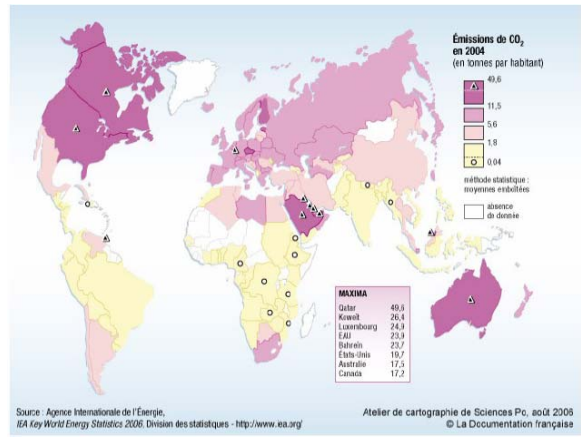 Émissions de CO2
en 2004
(en tonnes par habitant)
49,6
11,5
5,6
1,8
0,04
méthode statistique :
moyennes emboîtées
absence
de donnée
MAXIMA
Qatar 49,6
Koweït 26,4
Luxembourg 24,9
EAU 23,9
Bahreïn 23,7
États-Unis 19,7
Australie 17,5
Canada 17,2
Source : Agence Internationale de l'Énergie,
IEA Key World Energy Statistics 2006, Division des statistiques - http://www.iea.org/
Atelier de cartographie de Sciences Po, août 2006
© La Documentation française